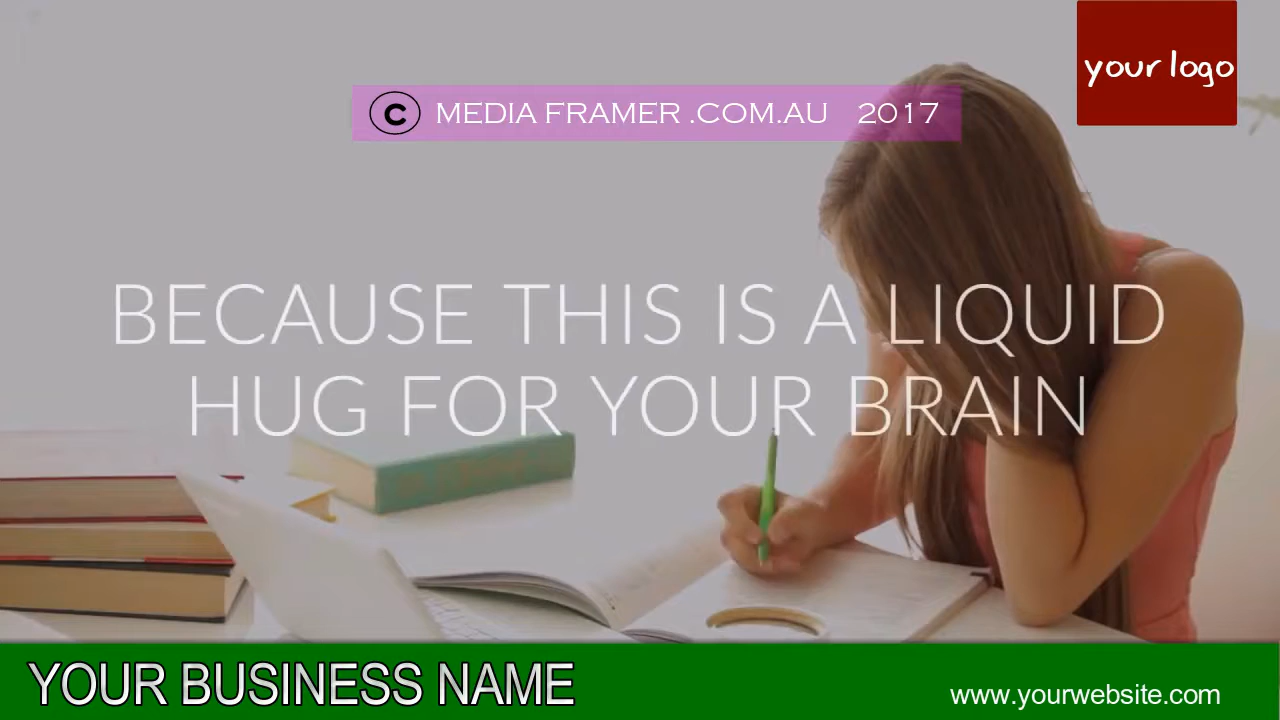 your logo
© MEDIA FRAMER .COM.AU 2017
BECAUSE THIS IS A LIQUID
HUG FOR YOUR BRAIN
YOUR BUSINESS NAME
www.yourwebsite.com